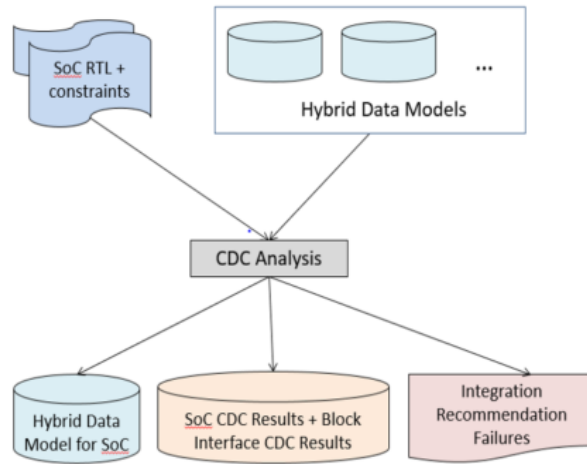 SoC RTL +
constraints
...
Hybrid Data Models
CDC Analysis
Hybrid Data
Model for SoC
SoC CDC Results + Block
Interface CDC Results
Integration
Recommendation
Failures